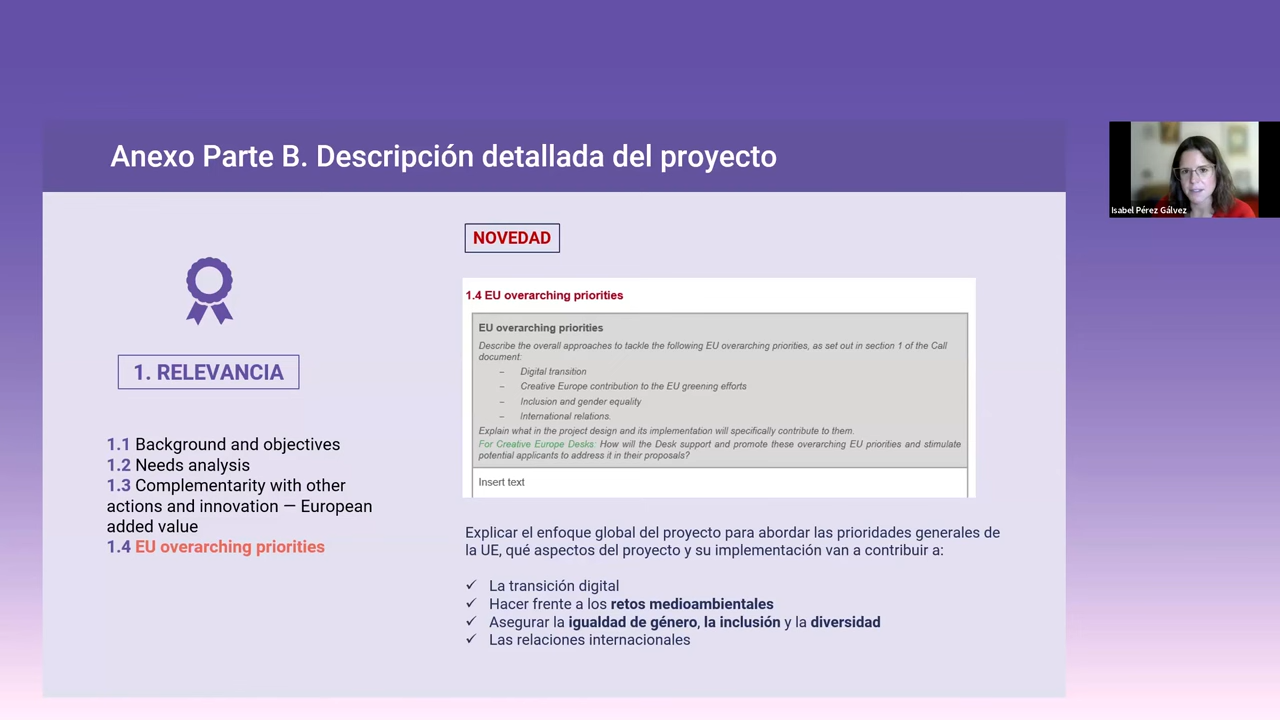 Anexo Parte B. Descripción detallada del proyecto
Isabel Pérez Gálvez
1. RELEVANCIA
1.1 Background and objectives
1.2 Needs analysis
1.3 Complementarity with other
actions and innovation — European
added value
1.4 EU overarching priorities
NOVEDAD
1.4 EU overarching priorities
EU overarching priorities
Describe the overall approaches to tackle the following EU overarching priorities, as set out in section 1 of the Call
document:
– Digital transition
– Creative Europe contribution to the EU greening efforts
– Inclusion and gender equality
– International relations.
Explain what in the project design and its implementation will specifically contribute to them.
For Creative Europe Desks: How will the Desk support and promote these overarching EU priorities and stimulate
potential applicants to address it in their proposals?
Insert text
Explicar el enfoque global del proyecto para abordar las prioridades generales de
la UE, qué aspectos del proyecto y su implementación van a contribuir a:
✓ La transición digital
✓ Hacer frente a los retos medioambientales
✓ Asegurar la igualdad de género, la inclusión y la diversidad
✓ Las relaciones internacionales